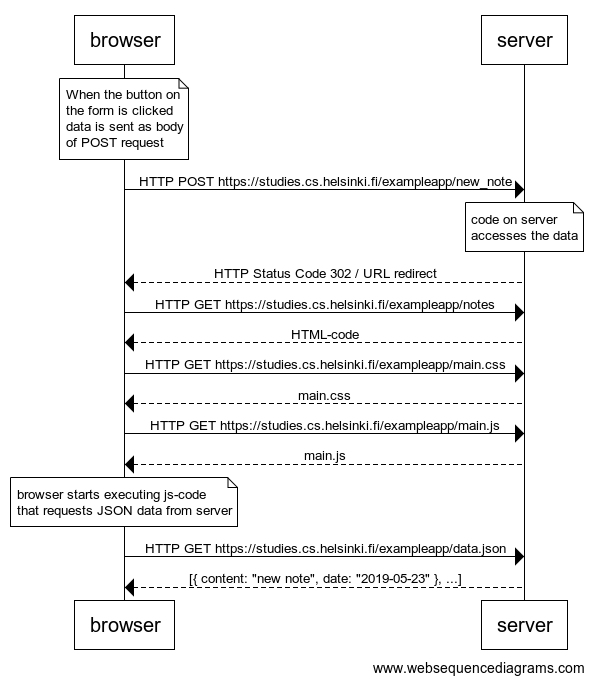 browser server
When the button on
the form is clicked
data is sent as body
of POST request
HTTP POST https://studies.cs.helsinki.fi/exampleapp/new_note
code on server
accesses the data
HTTP Status Code 302 / URL redirect
HTTP GET https://studies.cs.helsinki.fi/exampleapp/notes
HTML-code
HTTP GET https://studies.cs.helsinki.fi/exampleapp/main.css
main.css
HTTP GET https://studies.cs.helsinki.fi/exampleapp/main.js
main.js
browser starts executing js-code
that requests JSON data from server
HTTP GET https://studies.cs.helsinki.fi/exampleapp/data.json
[{ content: "new note", date: "2019-05-23" }, ...]
browser server
www.websequencediagrams.com